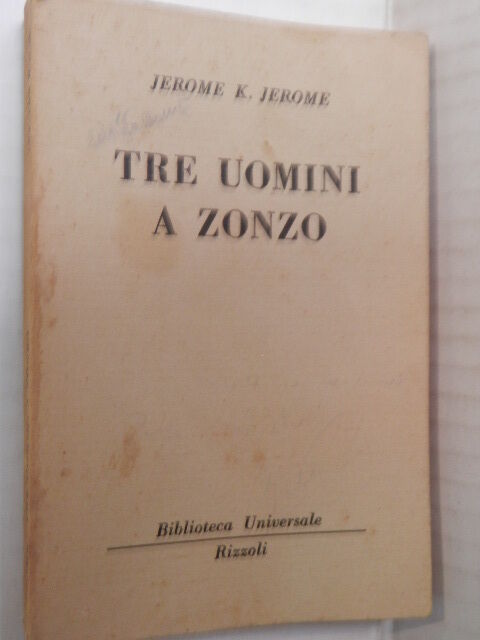 JEROME K. JEROME
TRE UOMINI
A ZONZO
Biblioteca Universale
Rizzoli